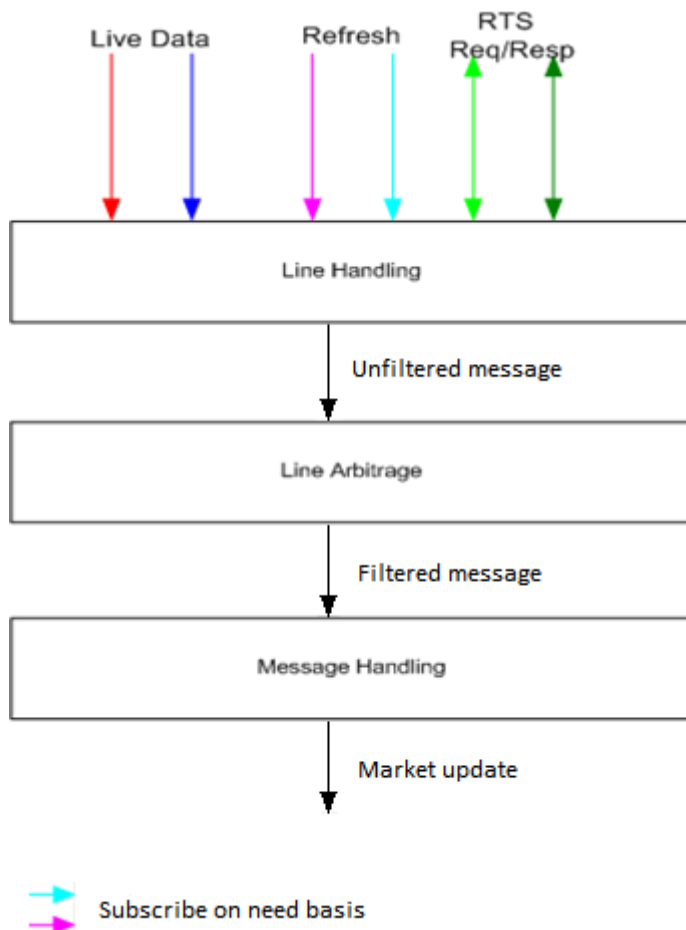 Live Data
Refresh
RTS
Req/Resp
Line Handling
Unfiltered message
Line Arbitrage
Filtered message
Message Handling
Market update
Subscribe on need basis